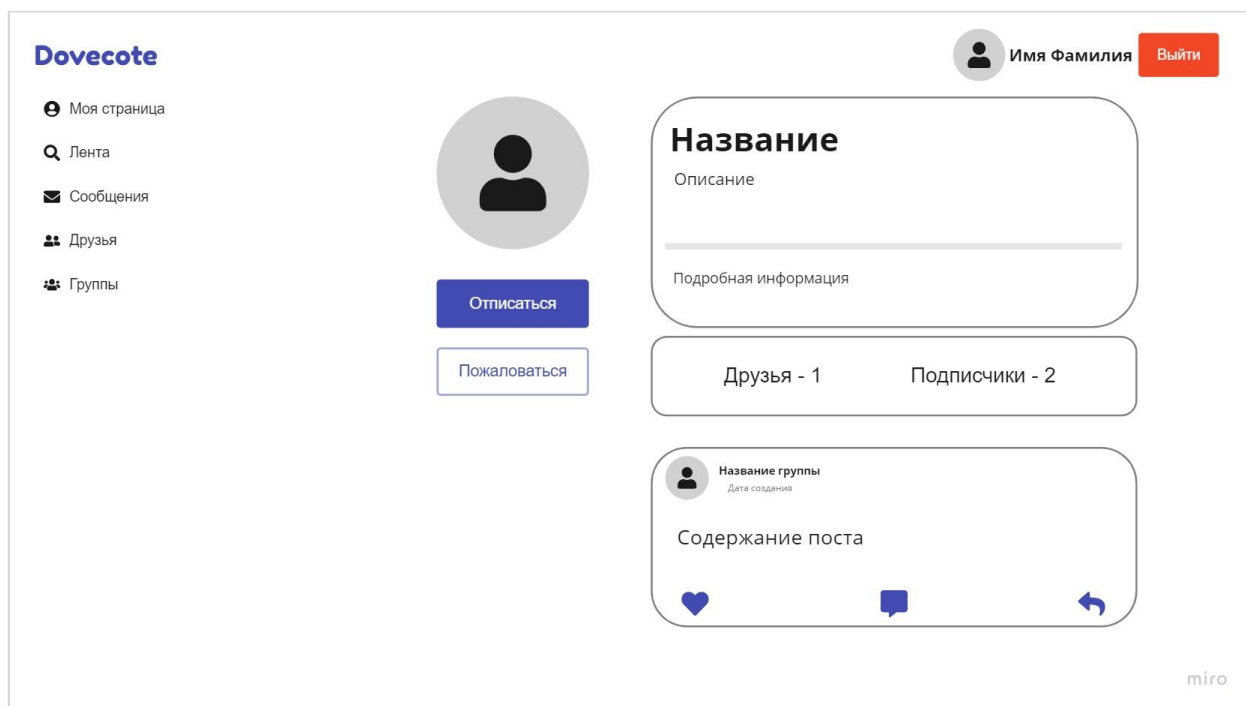 Dovecote
Имя Фамилия
Выйти
Моя страница
Лента
Сообщения
Друзья
Группы
Отписаться
Пожаловаться
Название
Описание
Подробная информация
Друзья - 1
Подписчики - 2
Название группы
Дата создания
Содержание поста
miro